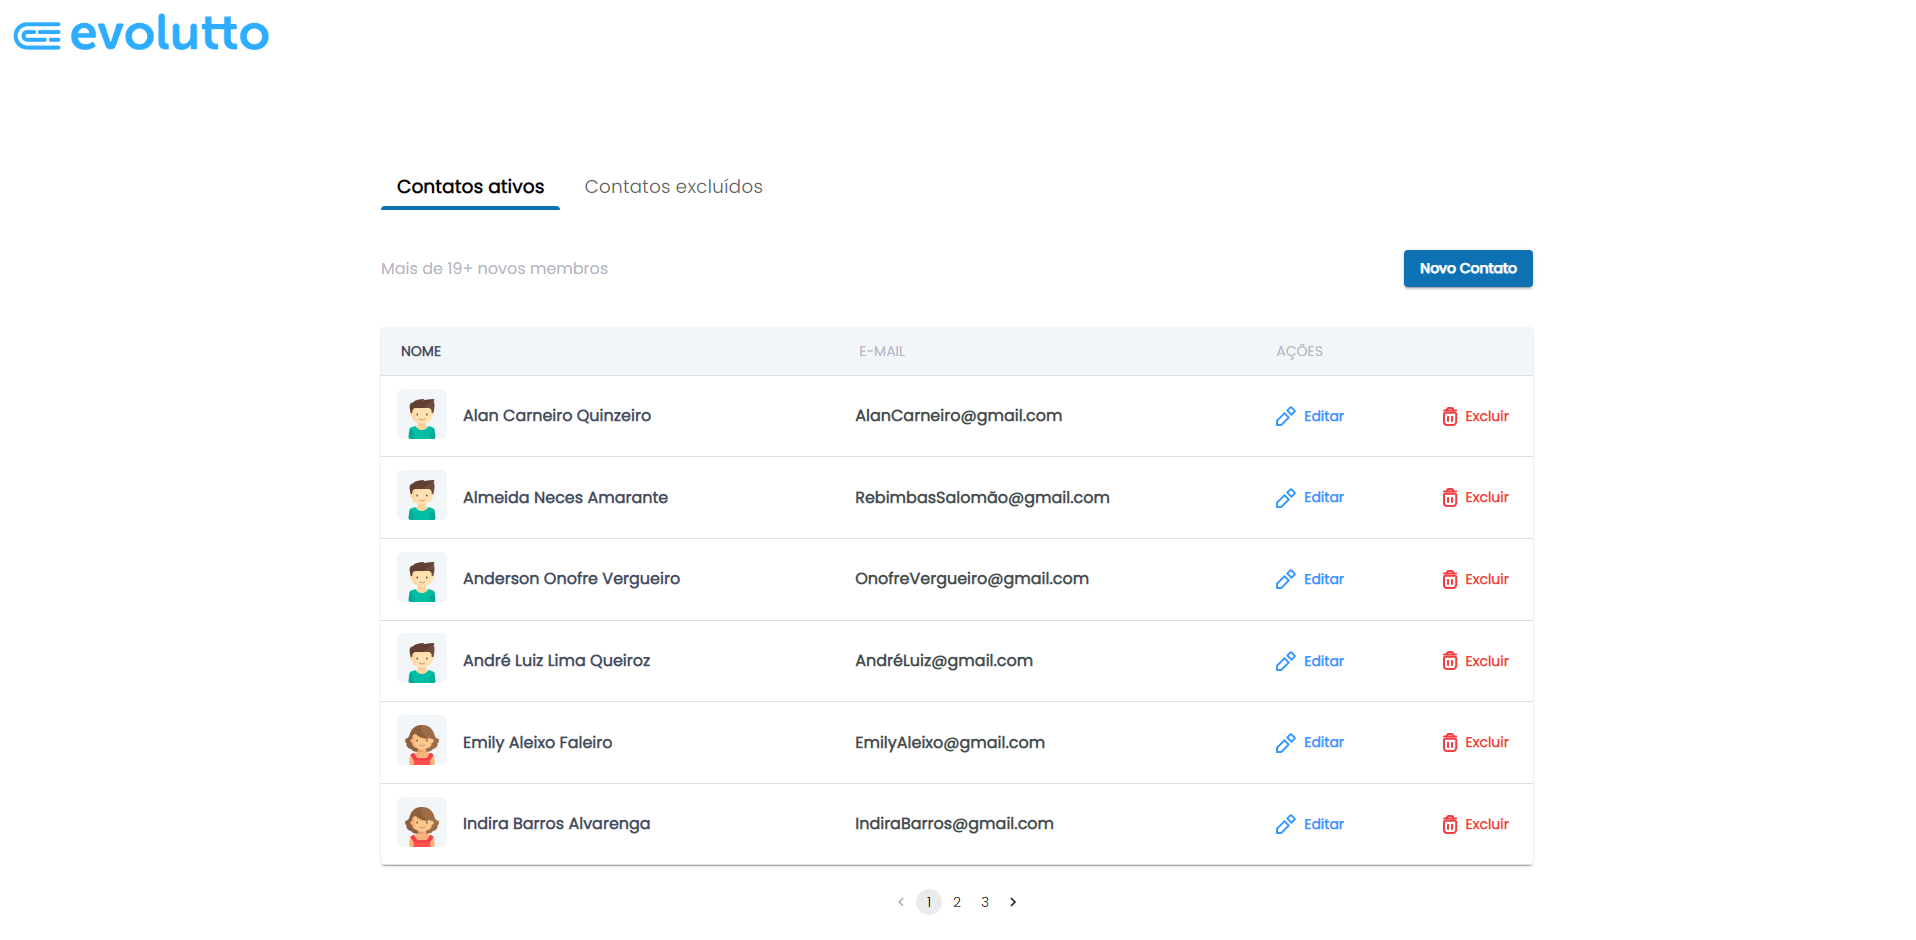 evolutto
Contatos ativos Contatos excluídos
Mais de 19+ novos membros Novo Contato
NOME E-MAIL AÇÕES
Alan Carneiro Quinzeiro AlanCarneiro@gmail.com Editar Excluir
Almeida Neces Amarante RebimbasSalomão@gmail.com Editar Excluir
Anderson Onofre Vergueiro OnofreVergueiro@gmail.com Editar Excluir
André Luiz Lima Queiroz AndréLuiz@gmail.com Editar Excluir
Emily Aleixo Faleiro EmilyAleixo@gmail.com Editar Excluir
Indira Barros Alvarenga IndiraBarros@gmail.com Editar Excluir
1 2 3